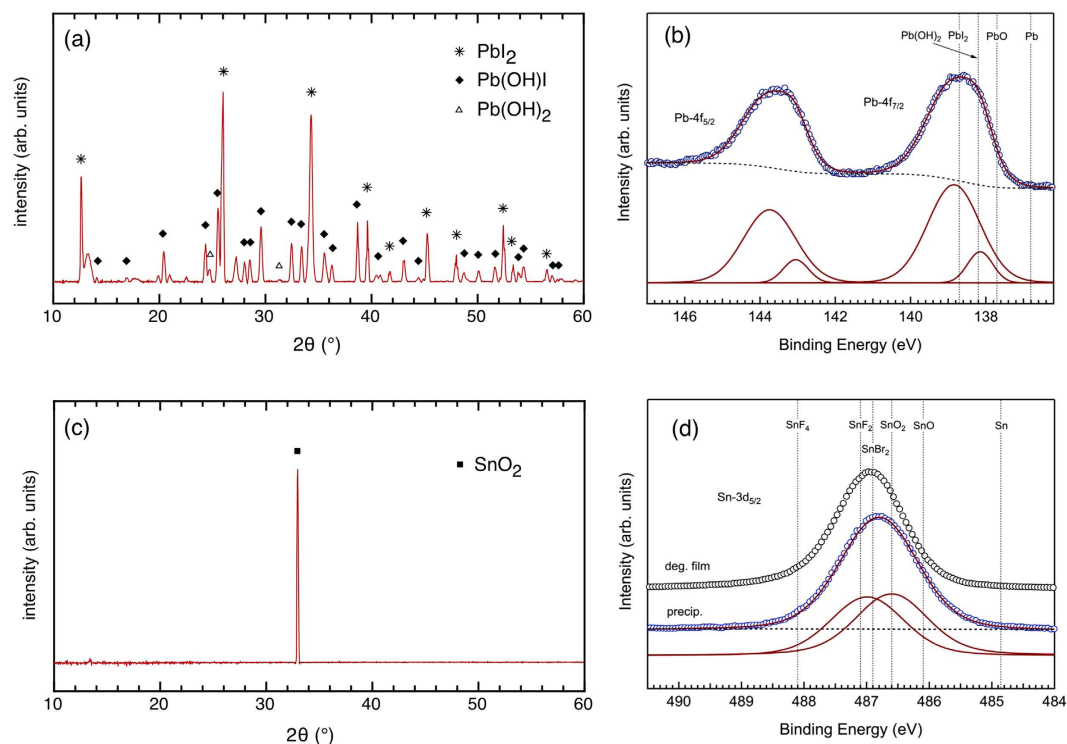 (a)
PbI2
Pb(OH)I
Pb(OH)2
intensity (arb. units)
10 20 30 40 50 60
2θ (°)
(b)
Pb(OH)2 PbI2 PbO Pb
Pb-4f5/2
Pb-4f7/2
Intensity (arb. units)
146 144 142 140 138
Binding Energy (eV)
(c)
SnO2
intensity (arb. units)
10 20 30 40 50 60
2θ (°)
(d)
SnF4 SnF2 SnO2 SnO Sn
SnBr2
Sn-3d5/2
deg. film
precip.
Intensity (arb. units)
490 489 488 487 486 485 484
Binding Energy (eV)